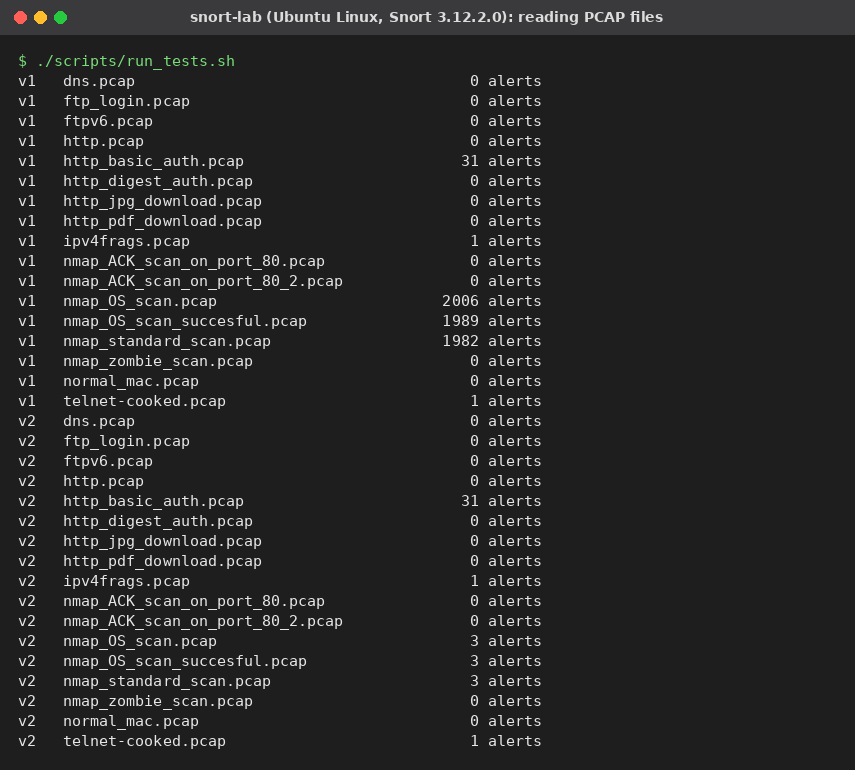 snort-lab (Ubuntu Linux, Snort 3.12.2.0): reading PCAP files
$ ./scripts/run_tests.sh
v1   dns.pcap                                     0 alerts
v1   ftp_login.pcap                               0 alerts
v1   ftpv6.pcap                                   0 alerts
v1   http.pcap                                    0 alerts
v1   http_basic_auth.pcap                        31 alerts
v1   http_digest_auth.pcap                        0 alerts
v1   http_jpg_download.pcap                       0 alerts
v1   http_pdf_download.pcap                       0 alerts
v1   ipv4frags.pcap                               1 alerts
v1   nmap_ACK_scan_on_port_80.pcap                0 alerts
v1   nmap_ACK_scan_on_port_80_2.pcap              0 alerts
v1   nmap_OS_scan.pcap                         2006 alerts
v1   nmap_OS_scan_succesful.pcap               1989 alerts
v1   nmap_standard_scan.pcap                   1982 alerts
v1   nmap_zombie_scan.pcap                        0 alerts
v1   normal_mac.pcap                              0 alerts
v1   telnet-cooked.pcap                           1 alerts
v2   dns.pcap                                     0 alerts
v2   ftp_login.pcap                               0 alerts
v2   ftpv6.pcap                                   0 alerts
v2   http.pcap                                    0 alerts
v2   http_basic_auth.pcap                        31 alerts
v2   http_digest_auth.pcap                        0 alerts
v2   http_jpg_download.pcap                       0 alerts
v2   http_pdf_download.pcap                       0 alerts
v2   ipv4frags.pcap                               1 alerts
v2   nmap_ACK_scan_on_port_80.pcap                0 alerts
v2   nmap_ACK_scan_on_port_80_2.pcap              0 alerts
v2   nmap_OS_scan.pcap                            3 alerts
v2   nmap_OS_scan_succesful.pcap                  3 alerts
v2   nmap_standard_scan.pcap                      3 alerts
v2   nmap_zombie_scan.pcap                        0 alerts
v2   normal_mac.pcap                              0 alerts
v2   telnet-cooked.pcap                           1 alerts